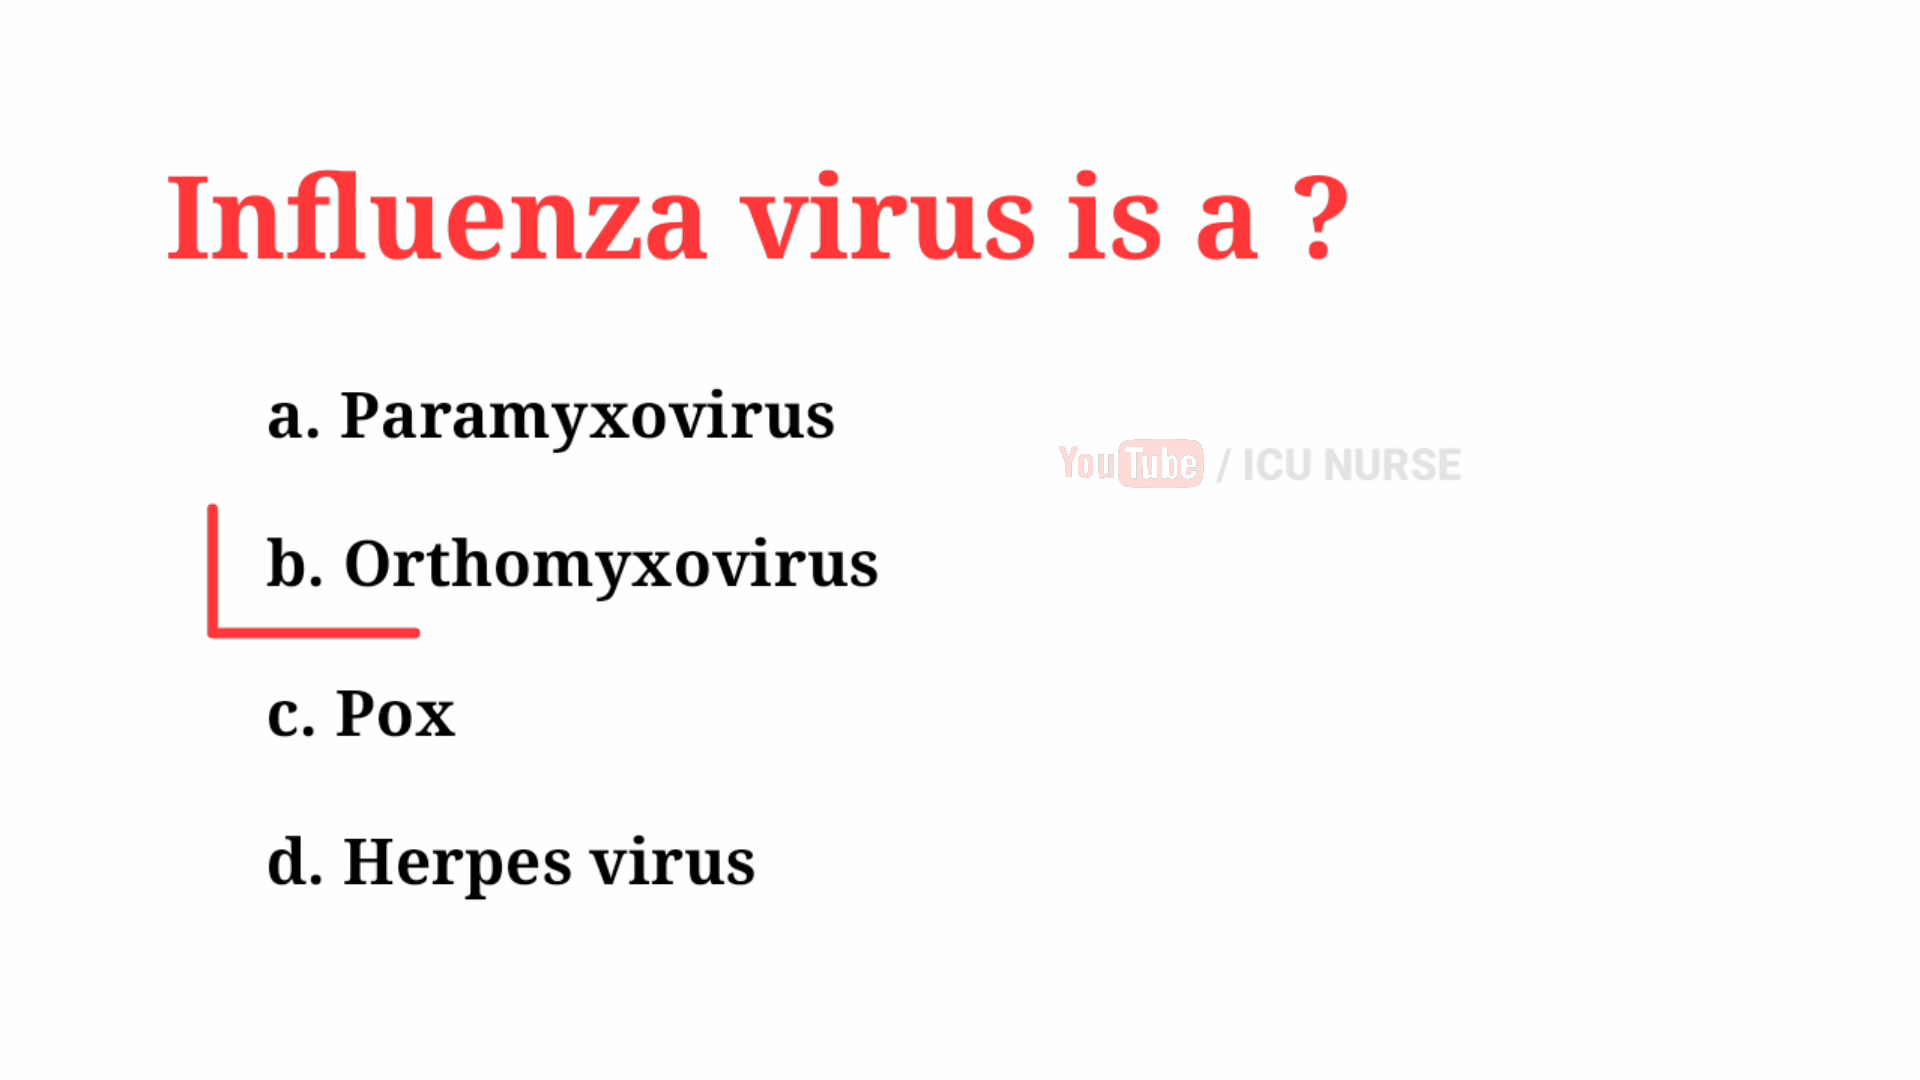 Influenza virus is a ?
a. Paramyxovirus
YouTube / ICU NURSE
b. Orthomyxovirus
c. Pox
d. Herpes virus